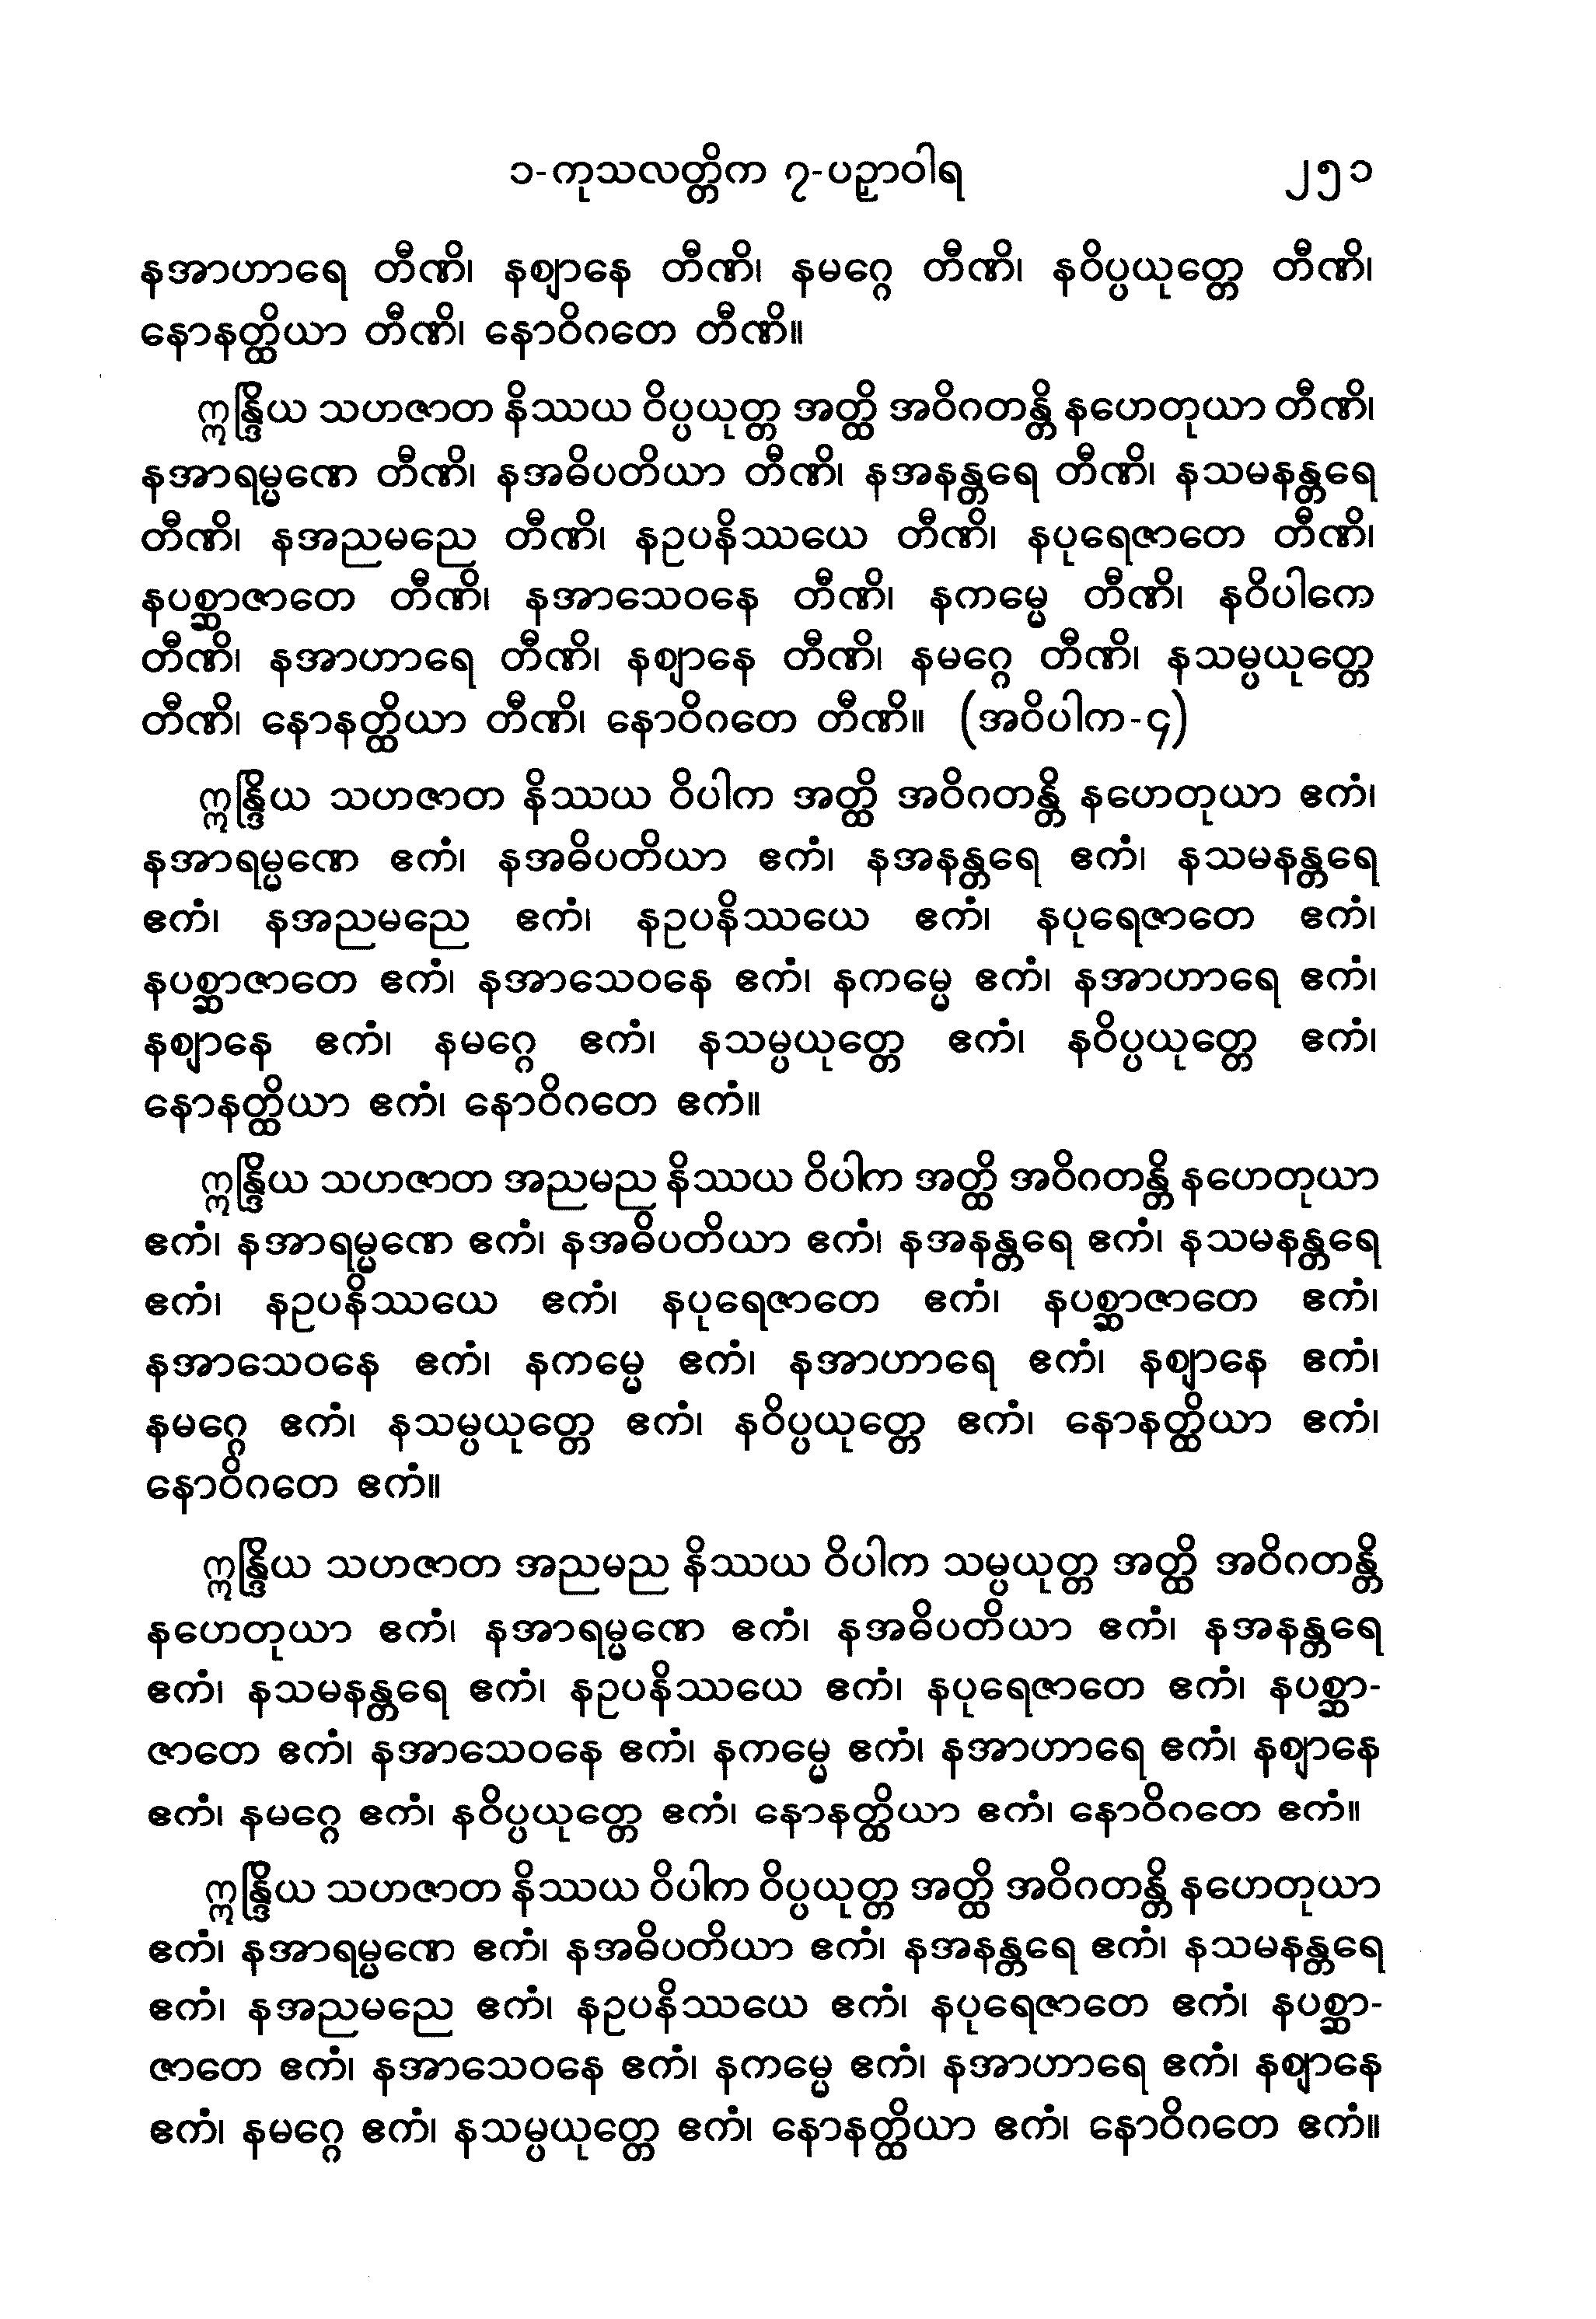 ၁-ကုသလတ္တိက ၇-ပဉှာဝါရ ၂၅၁
နအာဟာရေ တီဏိ၊ နဈာနေ တီဏိ၊ နမဂ္ဂေ တီဏိ၊ နဝိပ္ပယုတ္တေ တီဏိ၊
နောနတ္ထိယာ တီဏိ၊ နောဝိဂတေ တီဏိ။
ဣန္ဒြိယ သဟဇာတ နိဿယ ဝိပ္ပယုတ္တ အတ္ထိ အဝိဂတန္တိ နဟေတုယာ တီဏိ၊
နအာရမ္မဏေ တီဏိ၊ နအဓိပတိယာ တီဏိ၊ နအနန္တရေ တီဏိ၊ နသမနန္တရေ
တီဏိ၊ နအညမညေ တီဏိ၊ နဥပနိဿယေ တီဏိ၊ နပုရေဇာတေ တီဏိ၊
နပစ္ဆာဇာတေ တီဏိ၊ နအာသေဝနေ တီဏိ၊ နကမ္မေ တီဏိ၊ နဝိပါကေ
တီဏိ၊ နအာဟာရေ တီဏိ၊ နဈာနေ တီဏိ၊ နမဂ္ဂေ တီဏိ၊ နသမ္ပယုတ္တေ
တီဏိ၊ နောနတ္ထိယာ တီဏိ၊ နောဝိဂတေ တီဏိ။ (အဝိပါက-၄)
ဣန္ဒြိယ သဟဇာတ နိဿယ ဝိပါက အတ္ထိ အဝိဂတန္တိ နဟေတုယာ ဧကံ၊
နအာရမ္မဏေ ဧကံ၊ နအဓိပတိယာ ဧကံ၊ နအနန္တရေ ဧကံ၊ နသမနန္တရေ
ဧကံ၊ နအညမညေ ဧကံ၊ နဥပနိဿယေ ဧကံ၊ နပုရေဇာတေ ဧကံ၊
နပစ္ဆာဇာတေ ဧကံ၊ နအာသေဝနေ ဧကံ၊ နကမ္မေ ဧကံ၊ နအာဟာရေ ဧကံ၊
နဈာနေ ဧကံ၊ နမဂ္ဂေ ဧကံ၊ နသမ္ပယုတ္တေ ဧကံ၊ နဝိပ္ပယုတ္တေ ဧကံ၊
နောနတ္ထိယာ ဧကံ၊ နောဝိဂတေ ဧကံ။
ဣန္ဒြိယ သဟဇာတ အညမည နိဿယ ဝိပါက အတ္ထိ အဝိဂတန္တိ နဟေတုယာ
ဧကံ၊ နအာရမ္မဏေ ဧကံ၊ နအဓိပတိယာ ဧကံ၊ နအနန္တရေ ဧကံ၊ နသမနန္တရေ
ဧကံ၊ နဥပနိဿယေ ဧကံ၊ နပုရေဇာတေ ဧကံ၊ နပစ္ဆာဇာတေ ဧကံ၊
နအာသေဝနေ ဧကံ၊ နကမ္မေ ဧကံ၊ နအာဟာရေ ဧကံ၊ နဈာနေ ဧကံ၊
နမဂ္ဂေ ဧကံ၊ နသမ္ပယုတ္တေ ဧကံ၊ နဝိပ္ပယုတ္တေ ဧကံ၊ နောနတ္ထိယာ ဧကံ၊
နောဝိဂတေ ဧကံ။
ဣန္ဒြိယ သဟဇာတ အညမည နိဿယ ဝိပါက သမ္ပယုတ္တ အတ္ထိ အဝိဂတန္တိ
နဟေတုယာ ဧကံ၊ နအာရမ္မဏေ ဧကံ၊ နအဓိပတိယာ ဧကံ၊ နအနန္တရေ
ဧကံ၊ နသမနန္တရေ ဧကံ၊ နဥပနိဿယေ ဧကံ၊ နပုရေဇာတေ ဧကံ၊ နပစ္ဆာ-
ဇာတေ ဧကံ၊ နအာသေဝနေ ဧကံ၊ နကမ္မေ ဧကံ၊ နအာဟာရေ ဧကံ၊ နဈာနေ
ဧကံ၊ နမဂ္ဂေ ဧကံ၊ နဝိပ္ပယုတ္တေ ဧကံ၊ နောနတ္ထိယာ ဧကံ၊ နောဝိဂတေ ဧကံ။
ဣန္ဒြိယ သဟဇာတ နိဿယ ဝိပါက ဝိပ္ပယုတ္တ အတ္ထိ အဝိဂတန္တိ နဟေတုယာ
ဧကံ၊ နအာရမ္မဏေ ဧကံ၊ နအဓိပတိယာ ဧကံ၊ နအနန္တရေ ဧကံ၊ နသမနန္တရေ
ဧကံ၊ နအညမညေ ဧကံ၊ နဥပနိဿယေ ဧကံ၊ နပုရေဇာတေ ဧကံ၊ နပစ္ဆာ-
ဇာတေ ဧကံ၊ နအာသေဝနေ ဧကံ၊ နကမ္မေ ဧကံ၊ နအာဟာရေ ဧကံ၊ နဈာနေ
ဧကံ၊ နမဂ္ဂေ ဧကံ၊ နသမ္ပယုတ္တေ ဧကံ၊ နောနတ္ထိယာ ဧကံ၊ နောဝိဂတေ ဧကံ။